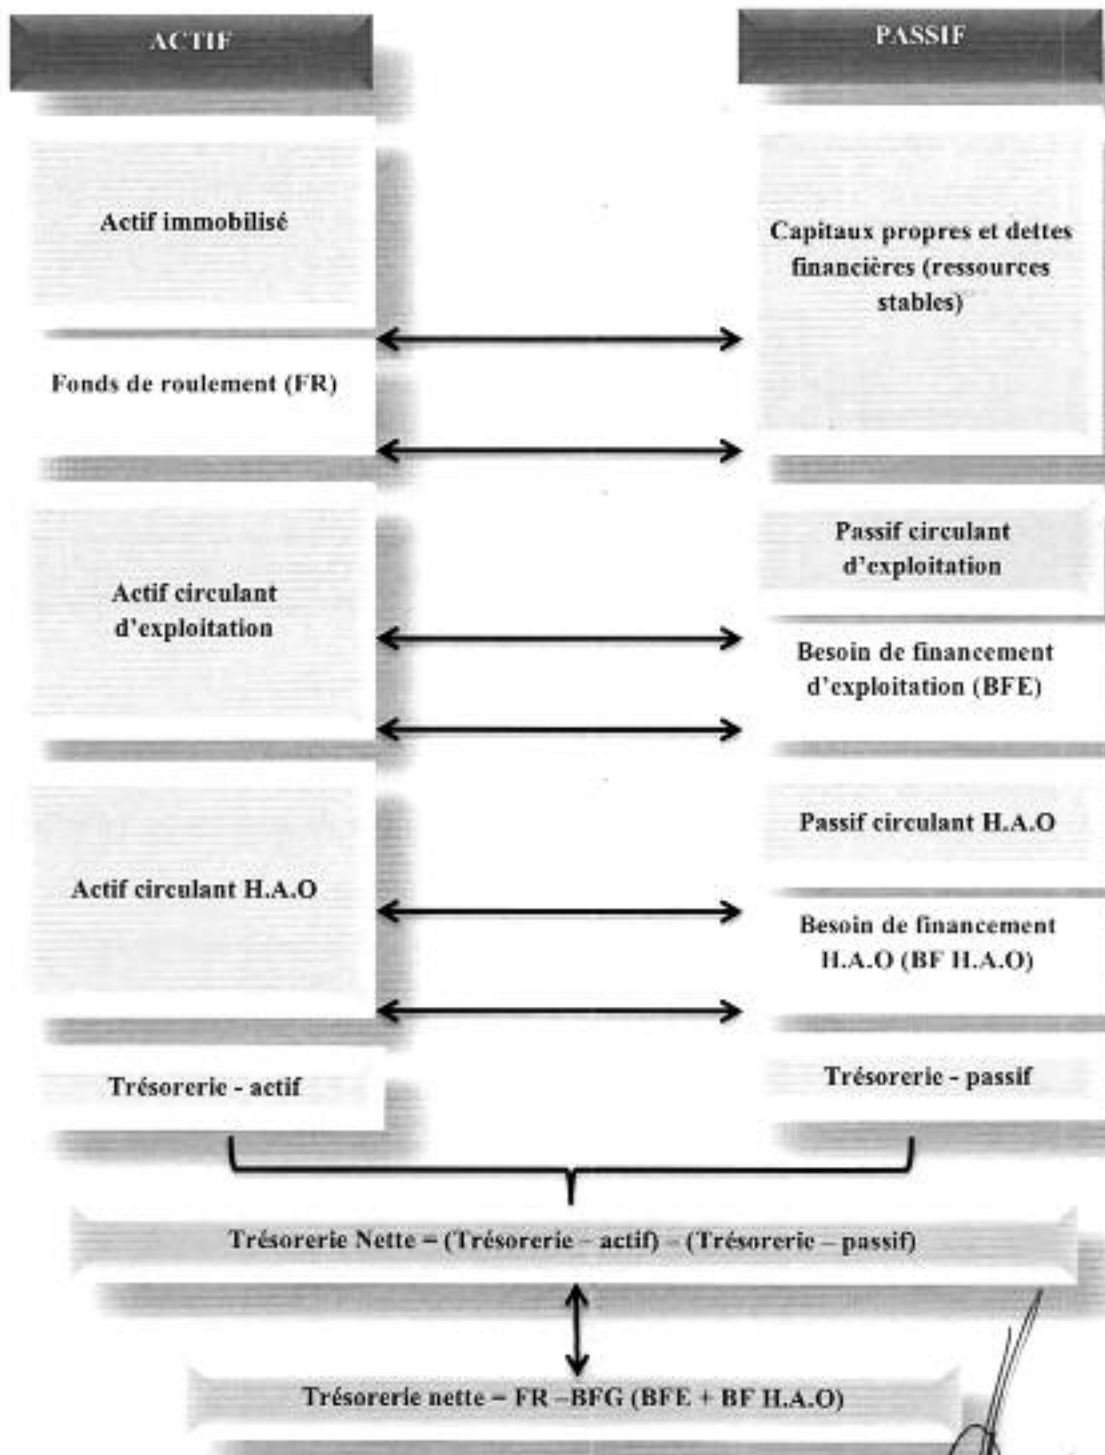 ACTIF
PASSIF
Actif immobilisé
Capitaux propres et dettes
financières (ressources
stables)
Fonds de roulement (FR)
Passif circulant
d'exploitation
Actif circulant
d'exploitation
Besoin de financement
d'exploitation (BFE)
Passif circulant H.A.O
Actif circulant H.A.O
Besoin de financement
H.A.O (BF H.A.O)
Trésorerie - actif
Trésorerie - passif
Trésorerie Nette = (Trésorerie – actif) – (Trésorerie – passif)
Trésorerie nette = FR –BFG (BFE + BF H.A.O)